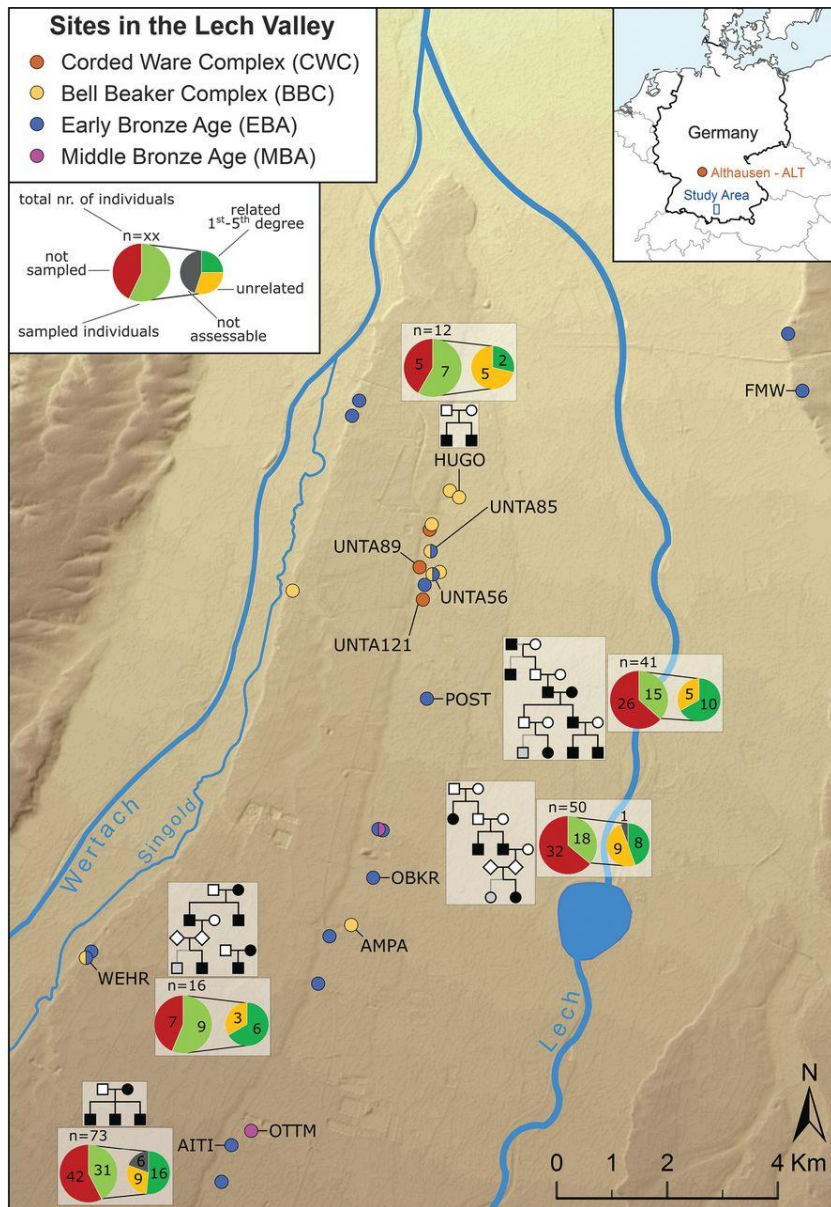 Sites in the Lech Valley
Corded Ware Complex (CWC)
Bell Beaker Complex (BBC)
Early Bronze Age (EBA)
Middle Bronze Age (MBA)
total nr. of individuals
n=xx
related
1st-5th degree
not
sampled
unrelated
sampled individuals
not
assessable
Germany
Althausen - ALT
Study Area
n=12
5
7
5
2
FMW
HUGO
UNTA85
UNTA89
UNTA56
UNTA121
POST
n=41
26
15
5
10
n=50
32
18
1
9
8
Wertach
Singold
OBKR
AMPA
WEHR
n=16
7
9
3
6
Lech
N
OTTM
AITI
n=73
42
31
6
9
16
0
2
4 Km